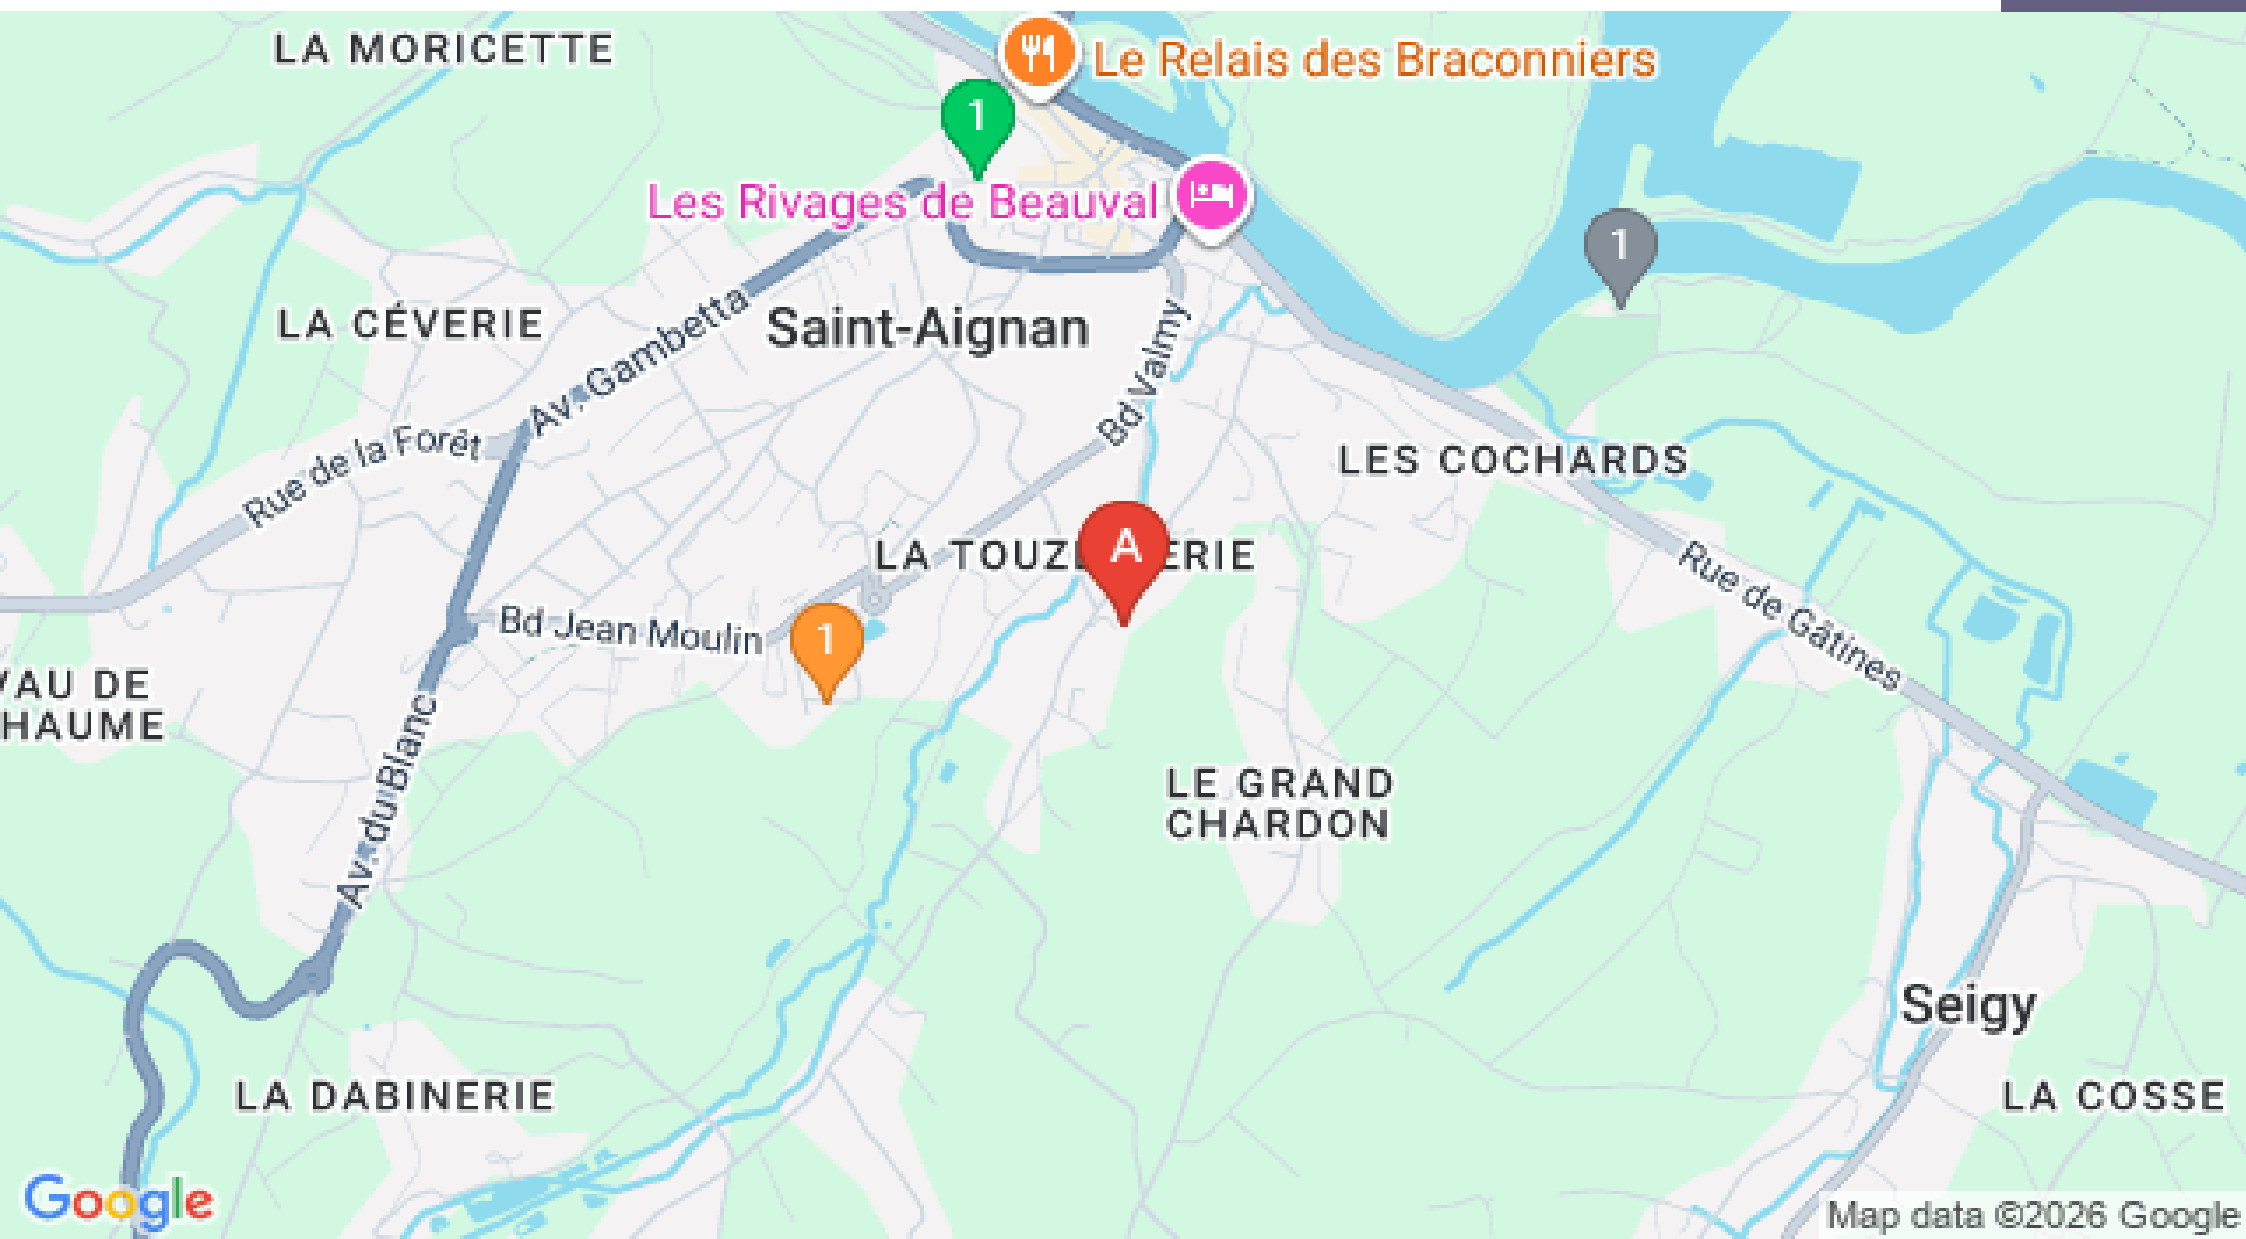 LA MORICETTE
Le Relais des Braconniers
1
Les Rivages de Beauval
1
LA CÉVERIE
Saint-Aignan
Av. Gambetta
Bd Valmy
Rue de la Forêt
LES COCHARDS
A
Rue de Gâtines
Bd Jean Moulin
1
YAU DE
HAUME
Av. du Blanc
LE GRAND
CHARDON
Seigy
LA DABINERIE
LA COSSE
Google
Map data ©2026 Google